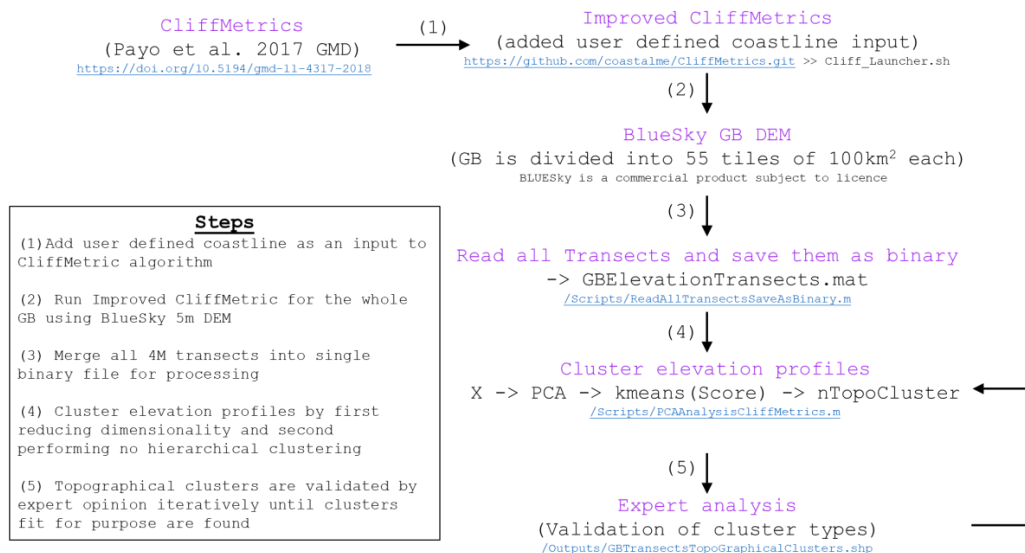 CliffMetrics
(Payo et al. 2017 GMD)
https://doi.org/10.5194/gmd-11-4317-2018
(1)
Improved CliffMetrics
(added user defined coastline input)
https://github.com/coastalme/CliffMetrics.git >> Cliff_Launcher.sh
(2)
BlueSky GB DEM
(GB is divided into 55 tiles of 100km² each)
BLUESky is a commercial product subject to licence
(3)
Read all Transects and save them as binary
-> GBElevationTransects.mat
/Scripts/ReadAllTransectsSaveAsBinary.m
(4)
Cluster elevation profiles
X -> PCA -> kmeans(Score) -> nTopoCluster
/Scripts/PCAAnalysisCliffMetrics.m
(5)
Expert analysis
(Validation of cluster types)
/Outputs/GBTransectsTopoGraphicalClusters.shp
Steps
(1)Add user defined coastline as an input to
CliffMetric algorithm
(2) Run Improved CliffMetric for the whole
GB using BlueSky 5m DEM
(3) Merge all 4M transects into single
binary file for processing
(4) Cluster elevation profiles by first
reducing dimensionality and second
performing no hierarchical clustering
(5) Topographical clusters are validated by
expert opinion iteratively until clusters
fit for purpose are found